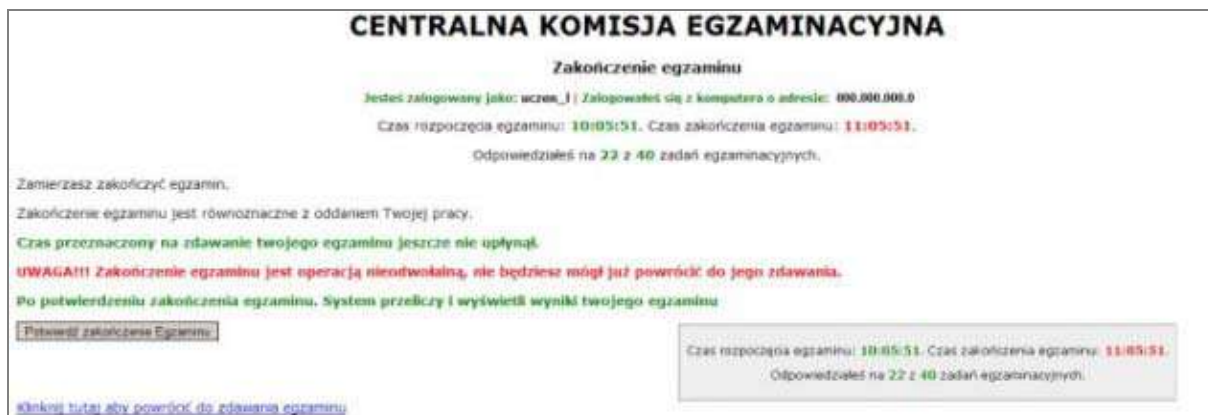 CENTRALNA KOMISJA EGZAMINACYJNA
Zakończenie egzaminu
Jesteś zalogowany jako: uczen_1 | Zalogowałeś się z komputera o adresie: 000.000.000.0
Czas rozpoczęcia egzaminu: 10:05:51. Czas zakończenia egzaminu: 11:05:51.
Odpowiedziałeś na 22 z 40 zadań egzaminacyjnych.
Zamierzasz zakończyć egzamin.
Zakończenie egzaminu jest równoznaczne z oddaniem Twojej pracy.
Czas przeznaczony na zdawanie twojego egzaminu jeszcze nie upłynął.
UWAGA!!! Zakończenie egzaminu jest operacją nieodwołalną, nie będziesz mógł już powrócić do jego zdawania.
Po potwierdzeniu zakończenia egzaminu. System przeliczy i wyświetli wyniki twojego egzaminu
Potwierdź zakończenie Egzaminu
Czas rozpoczęcia egzaminu: 10:05:51. Czas zakończenia egzaminu: 11:05:51.
Odpowiedziałeś na 22 z 40 zadań egzaminacyjnych.
Kliknij tutaj aby powrócić do zdawania egzaminu